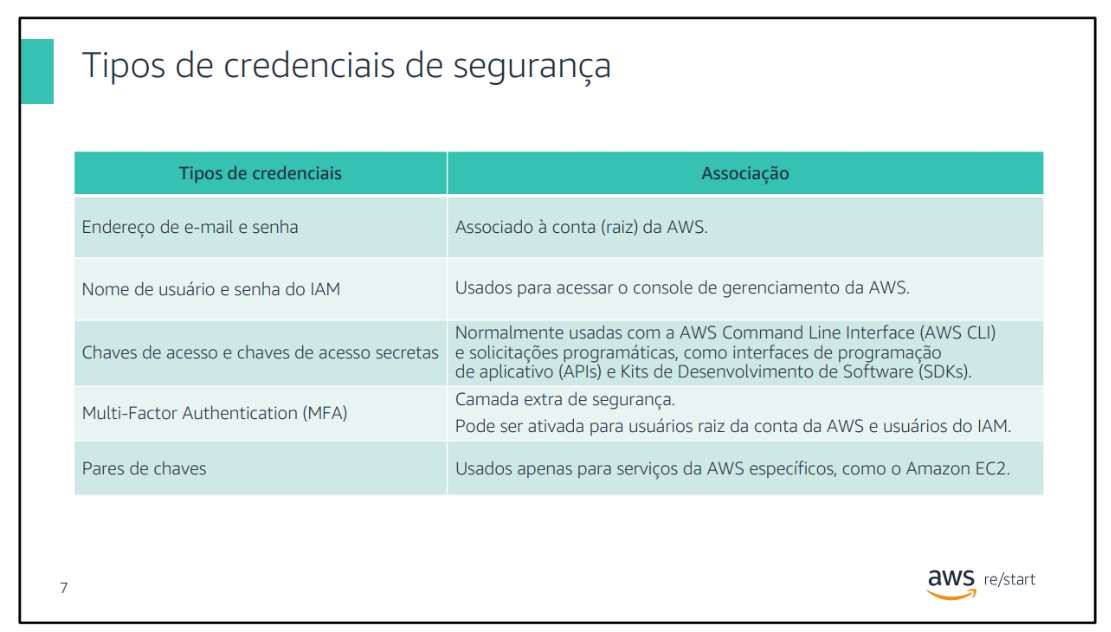 Tipos de credenciais de segurança
Tipos de credenciais
Associação
Endereço de e-mail e senha
Associado à conta (raiz) da AWS.
Nome de usuário e senha do IAM
Usados para acessar o console de gerenciamento da AWS.
Chaves de acesso e chaves de acesso secretas
Normalmente usadas com a AWS Command Line Interface (AWS CLI)
e solicitações programáticas, como interfaces de programação
de aplicativo (APIs) e Kits de Desenvolvimento de Software (SDKs).
Multi-Factor Authentication (MFA)
Camada extra de segurança.
Pode ser ativada para usuários raiz da conta da AWS e usuários do IAM.
Pares de chaves
Usados apenas para serviços da AWS específicos, como o Amazon EC2.
7
aws re/start